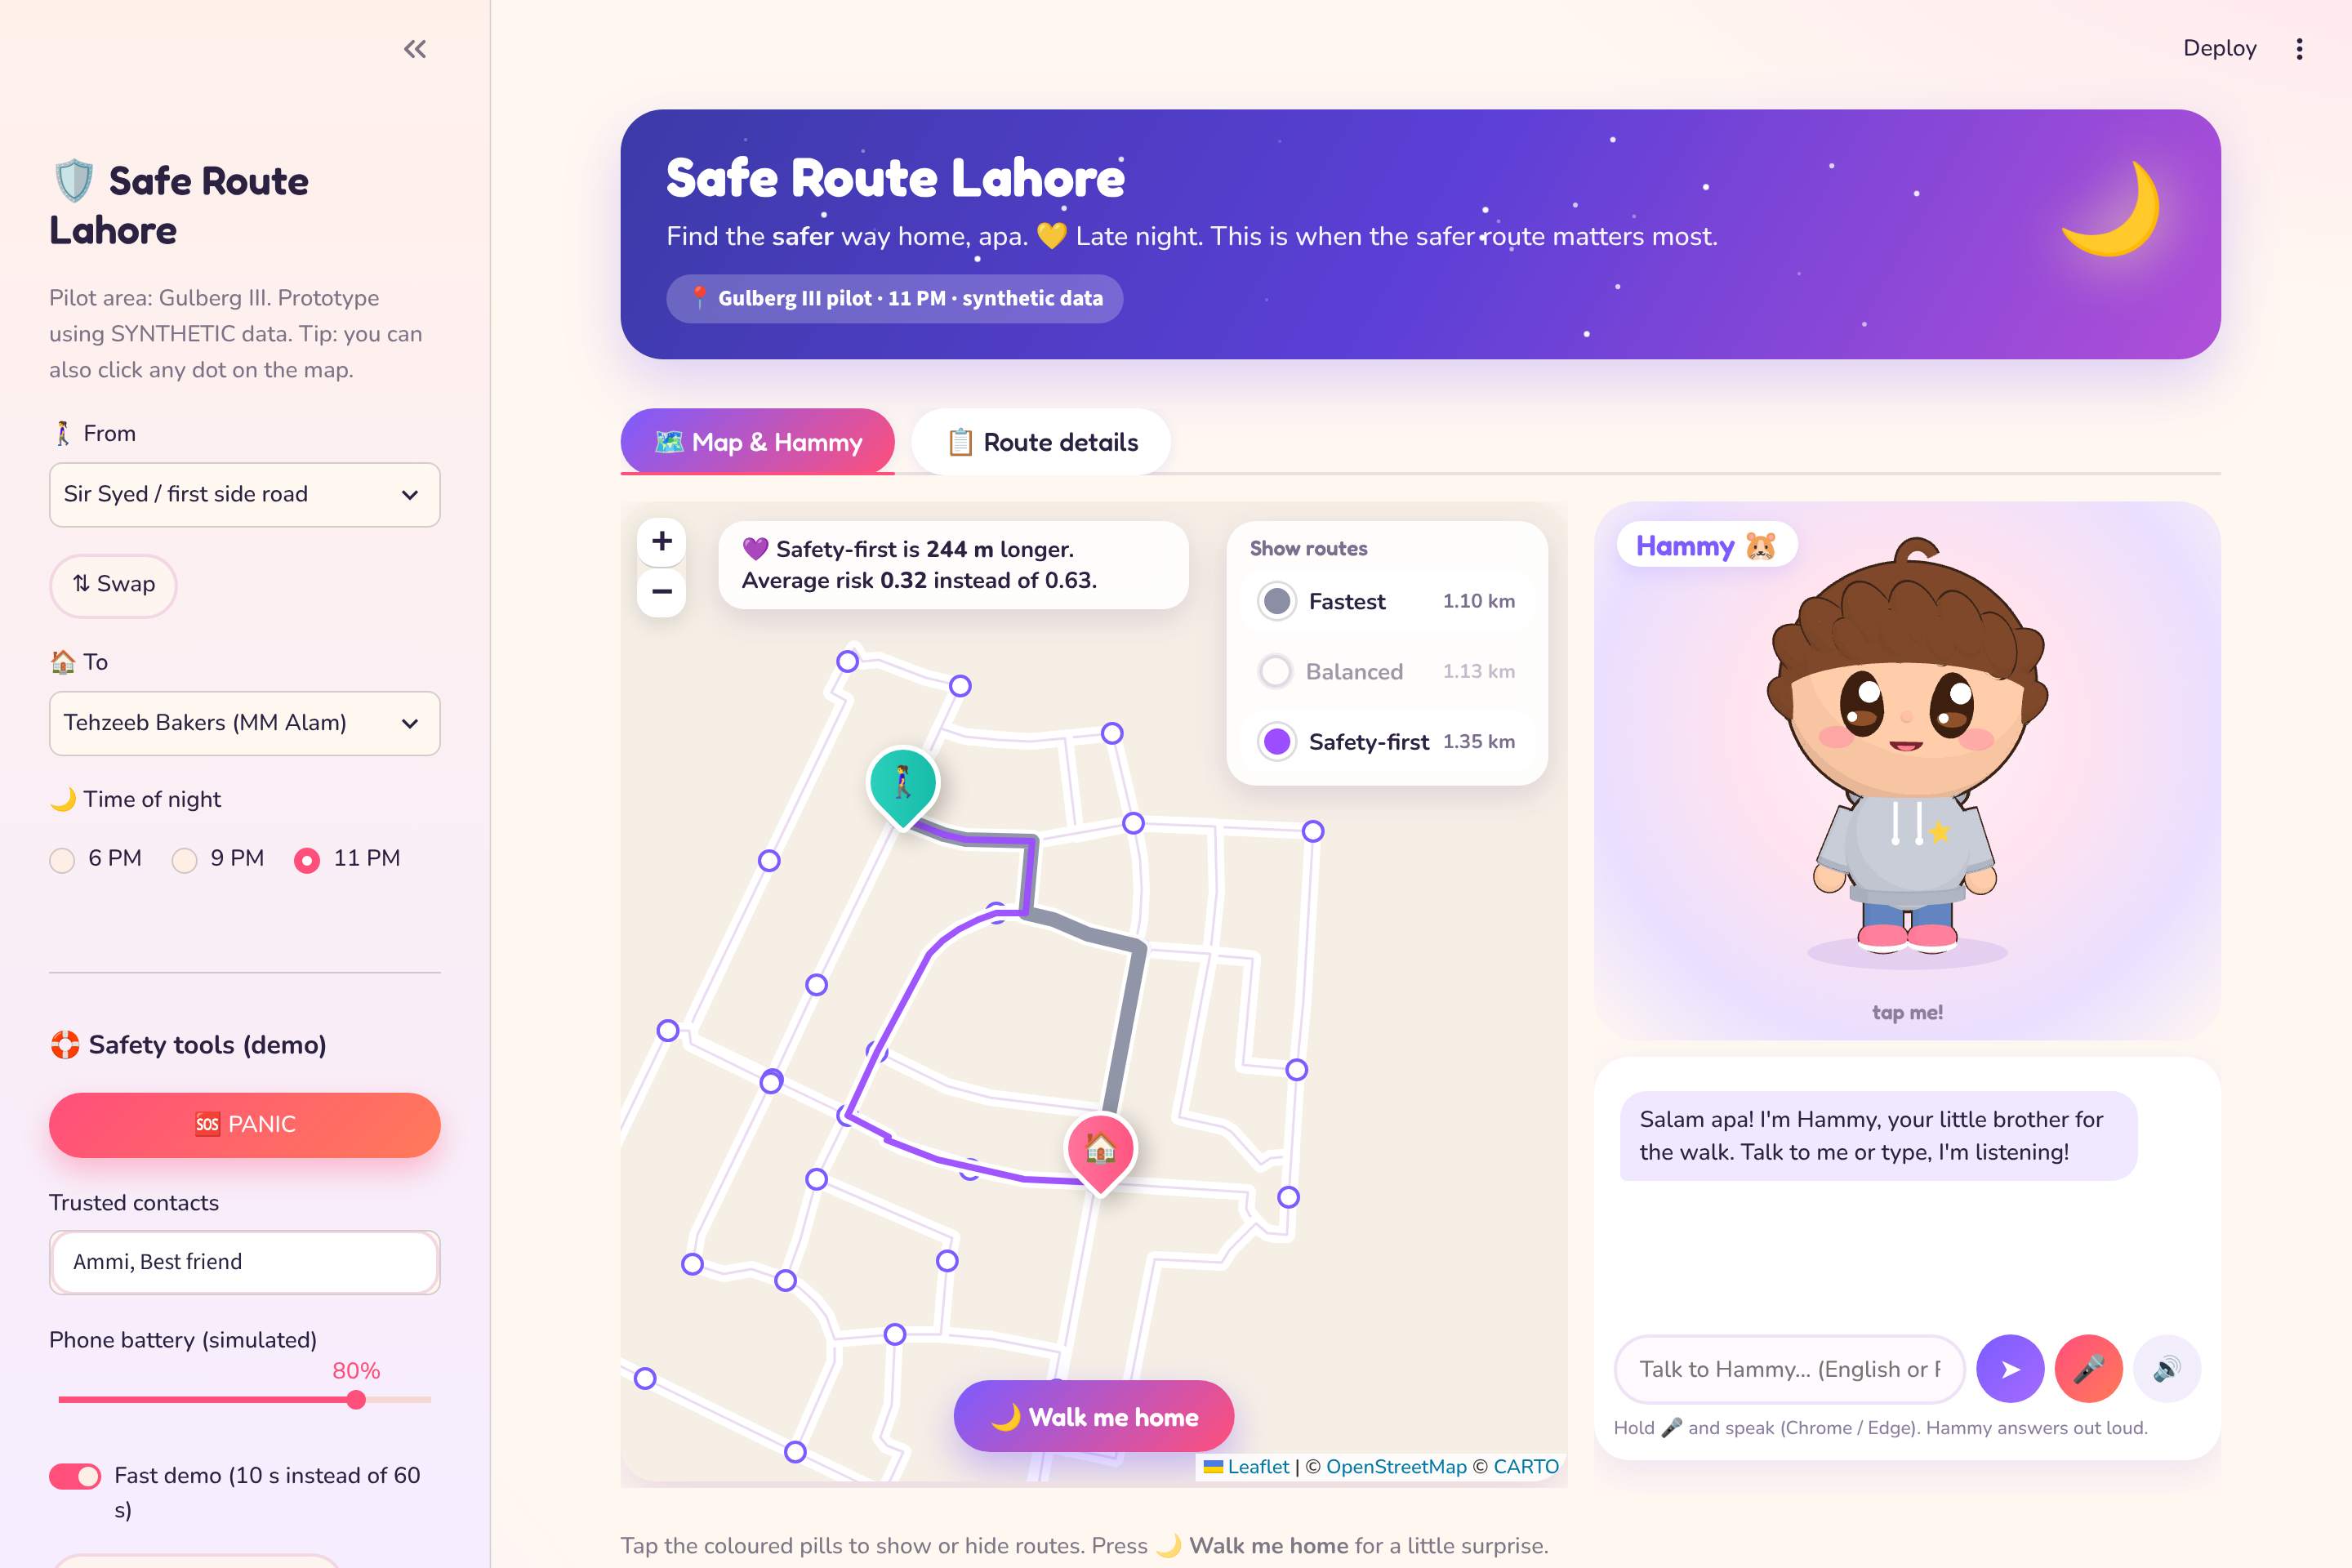 Deploy
🛡️ Safe Route
Lahore
Pilot area: Gulberg III. Prototype
using SYNTHETIC data. Tip: you can
also click any dot on the map.
🚶‍♀️ From
Sir Syed / first side road
⇅ Swap
🏠 To
Tehzeeb Bakers (MM Alam)
🌙 Time of night
6 PM 9 PM 11 PM
🛟 Safety tools (demo)
🆘 PANIC
Trusted contacts
Ammi, Best friend
Phone battery (simulated)
80%
Fast demo (10 s instead of 60
s)
Safe Route Lahore
Find the safer way home, apa. 💛 Late night. This is when the safer route matters most.
📍 Gulberg III pilot · 11 PM · synthetic data
🗺️ Map & Hammy
📋 Route details
+
−
💜 Safety-first is 244 m longer.
Average risk 0.32 instead of 0.63.
Show routes
Fastest 1.10 km
Balanced 1.13 km
Safety-first 1.35 km
🌙 Walk me home
Leaflet | © OpenStreetMap © CARTO
Hammy 🐹
tap me!
Salam apa! I'm Hammy, your little brother for
the walk. Talk to me or type, I'm listening!
Talk to Hammy... (English or
Hold 🎤 and speak (Chrome / Edge). Hammy answers out loud.
Tap the coloured pills to show or hide routes. Press 🌙 Walk me home for a little surprise.